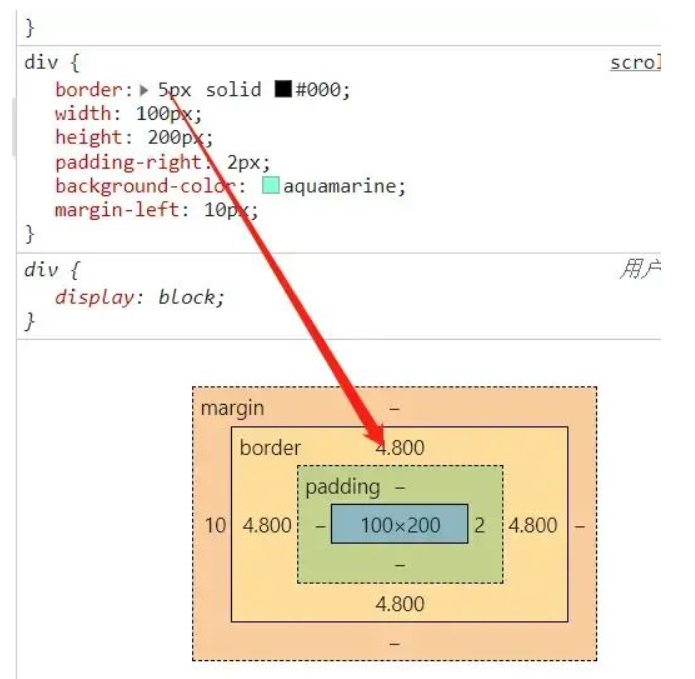 }
div {
scrol
border: 5px solid #000;
width: 100px;
height: 200px;
padding-right: 2px;
background-color: aquamarine;
margin-left: 10px;
}
div {
用户
display: block;
}
margin –
border 4.800
padding –
10 4.800 – 100×200 2 4.800 –
–
4.800
–